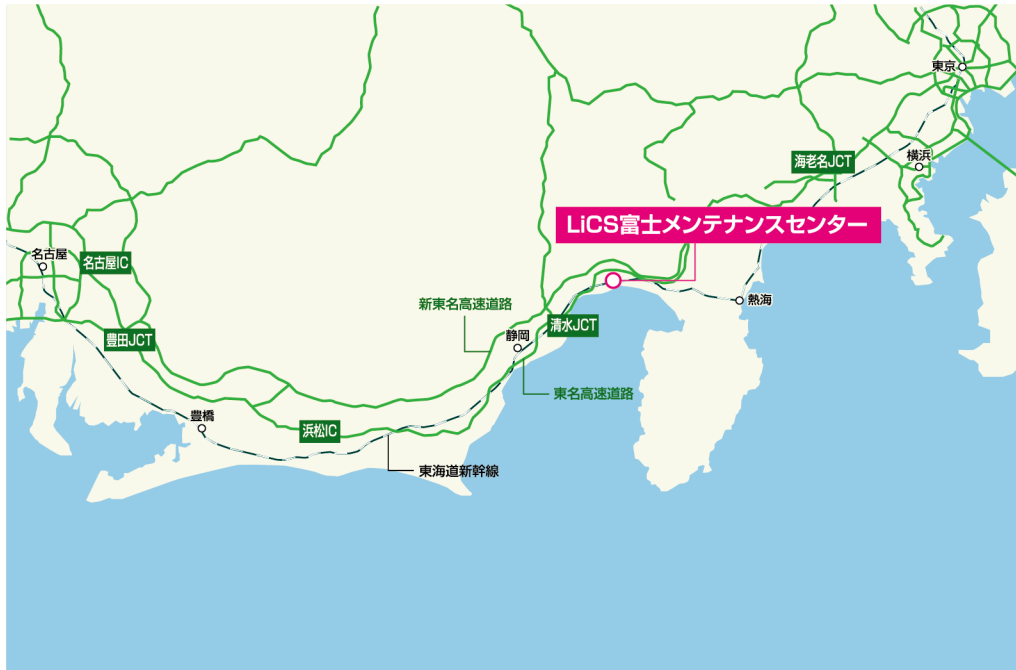 東京
海老名JCT
横浜
LiCS富士メンテナンスセンター
名古屋
名古屋IC
熱海
新東名高速道路
清水JCT
静岡
豊田JCT
東名高速道路
豊橋
浜松IC
東海道新幹線